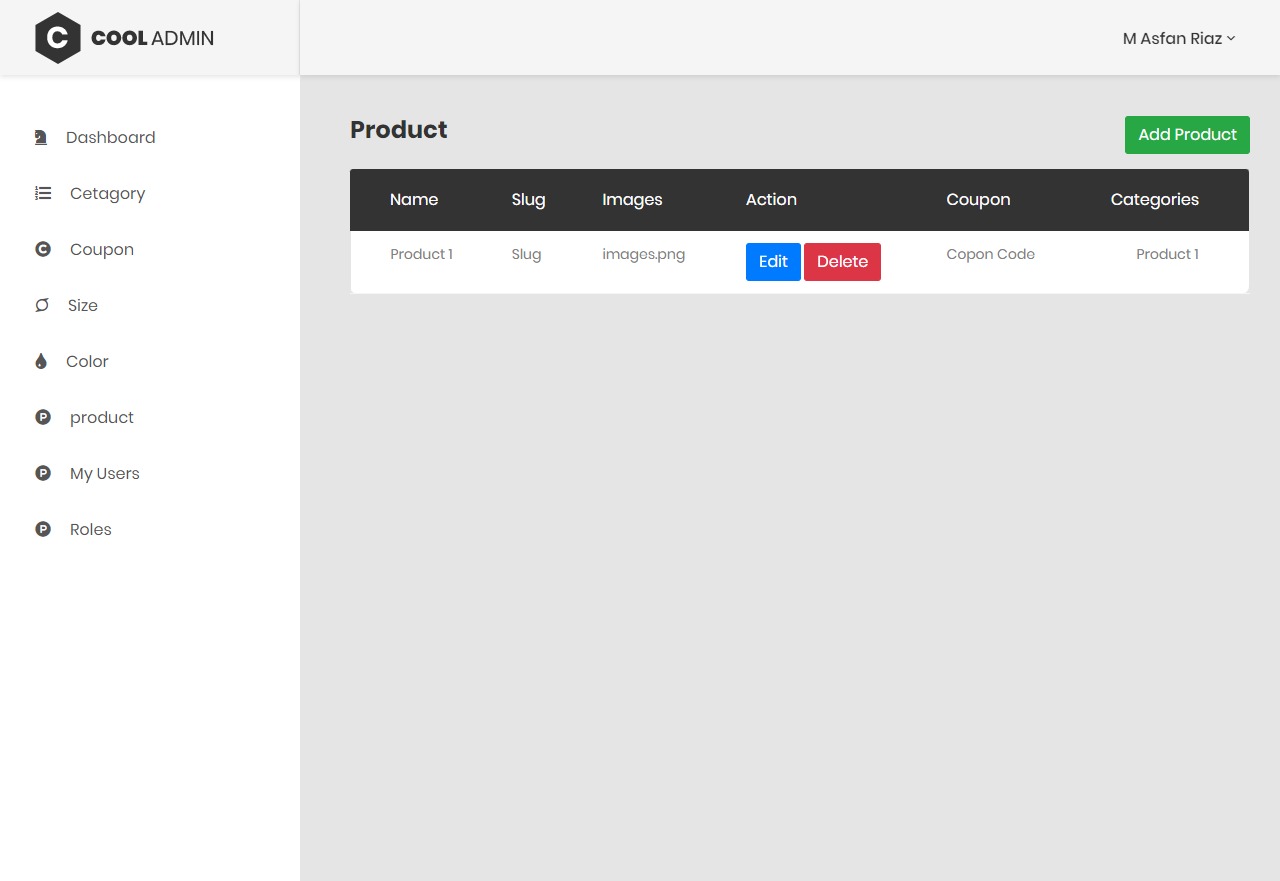 COOL ADMIN
M Asfan Riaz
Dashboard
Cetagory
Coupon
Size
Color
product
My Users
Roles
Product
Add Product
Name Slug Images Action Coupon Categories
Product 1 Slug images.png Edit Delete Copon Code Product 1